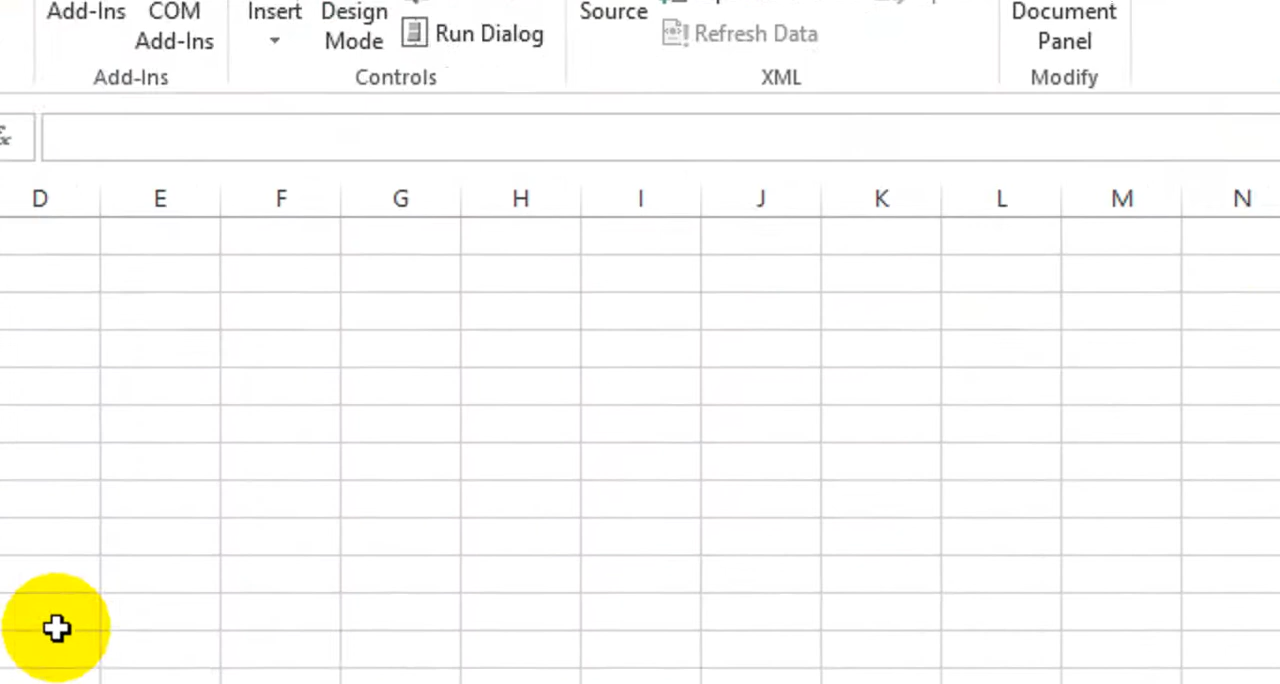 Add-Ins COM Insert Design Source Document
Add-Ins Mode Run Dialog Refresh Data Panel
Add-Ins Controls XML Modify
fx
D E F G H I J K L M N